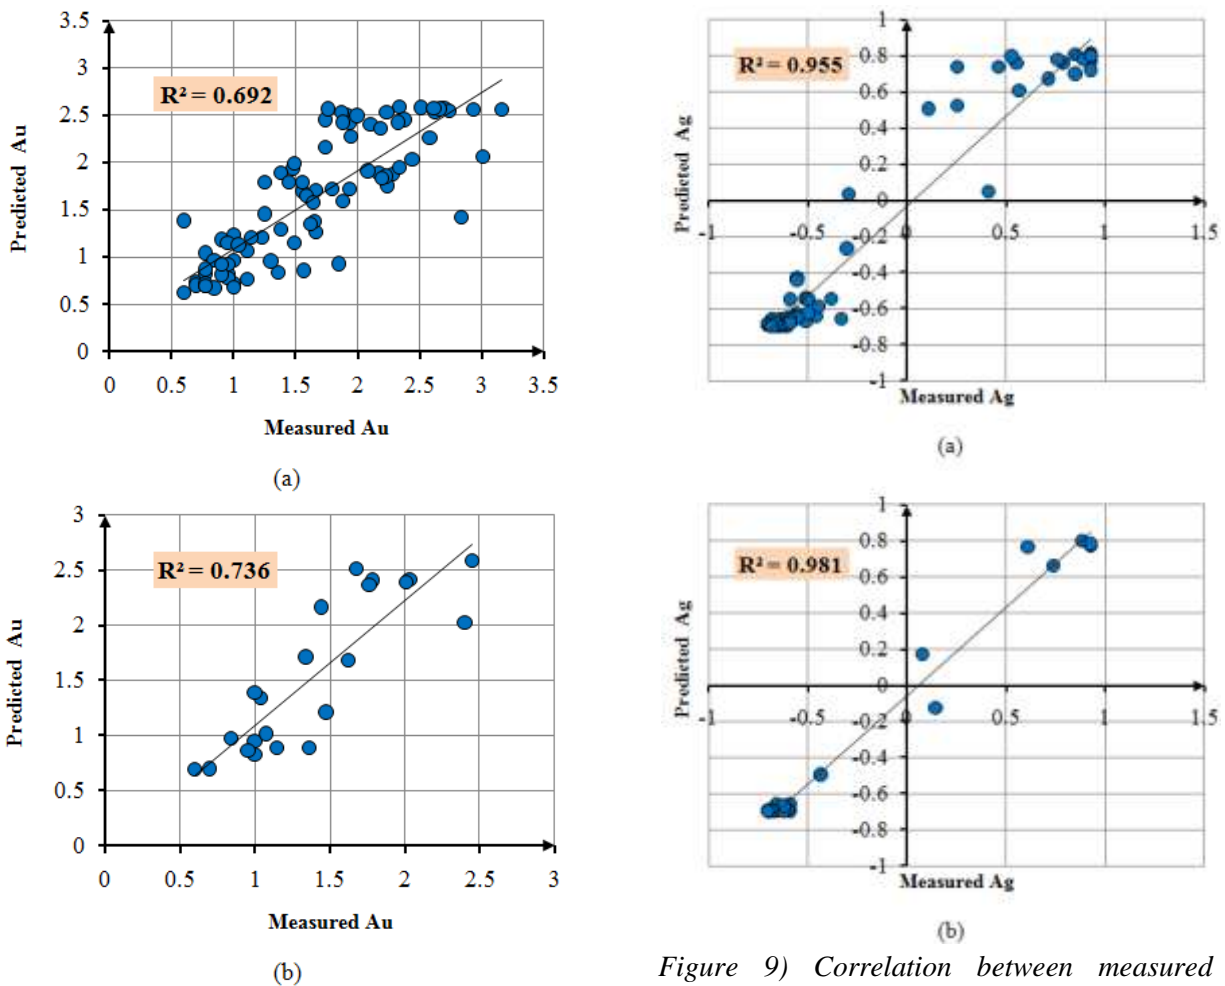 3.5
3
2.5
2
1.5
1
0.5
0
R² = 0.692
Predicted Au
0 0.5 1 1.5 2 2.5 3 3.5
Measured Au
(a)
3
2.5
2
1.5
1
0.5
0
R² = 0.736
Predicted Au
0 0.5 1 1.5 2 2.5 3
Measured Au
(b)
1
0.8
0.6
0.4
0.2
0
-0.2
-0.4
-0.6
-0.8
-1
R² = 0.955
Predicted Ag
-1 -0.5 0 0.5 1 1.5
Measured Ag
(a)
1
0.8
0.6
0.4
0.2
0
-0.2
-0.4
-0.6
-0.8
-1
R² = 0.981
Predicted Ag
-1 -0.5 0 0.5 1 1.5
Measured Ag
(b)
Figure 9) Correlation between measured